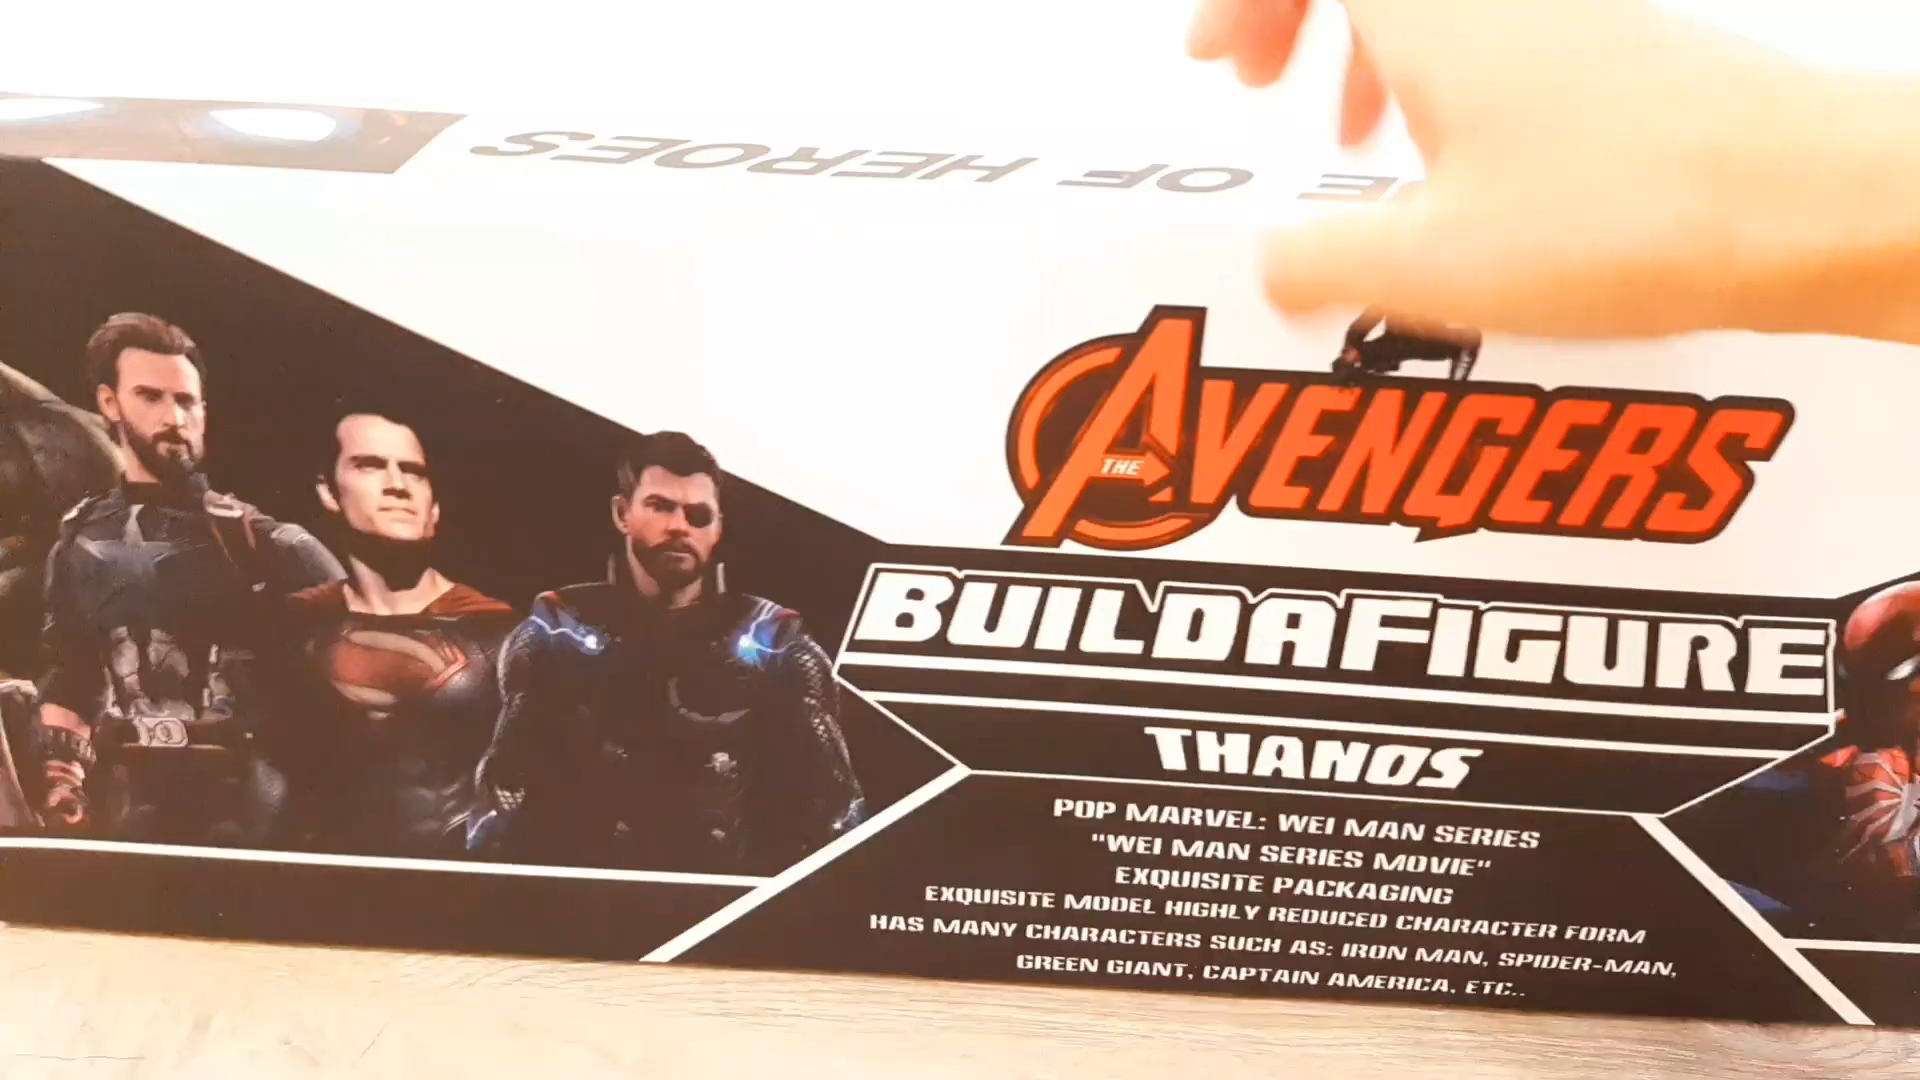 E OF HEROES
THE AVENGERS
BUILDAFIGURE
THANOS
POP MARVEL: WEI MAN SERIES
"WEI MAN SERIES MOVIE"
EXQUISITE PACKAGING
EXQUISITE MODEL HIGHLY REDUCED CHARACTER FORM
HAS MANY CHARACTERS SUCH AS: IRON MAN, SPIDER-MAN,
GREEN GIANT, CAPTAIN AMERICA, ETC..